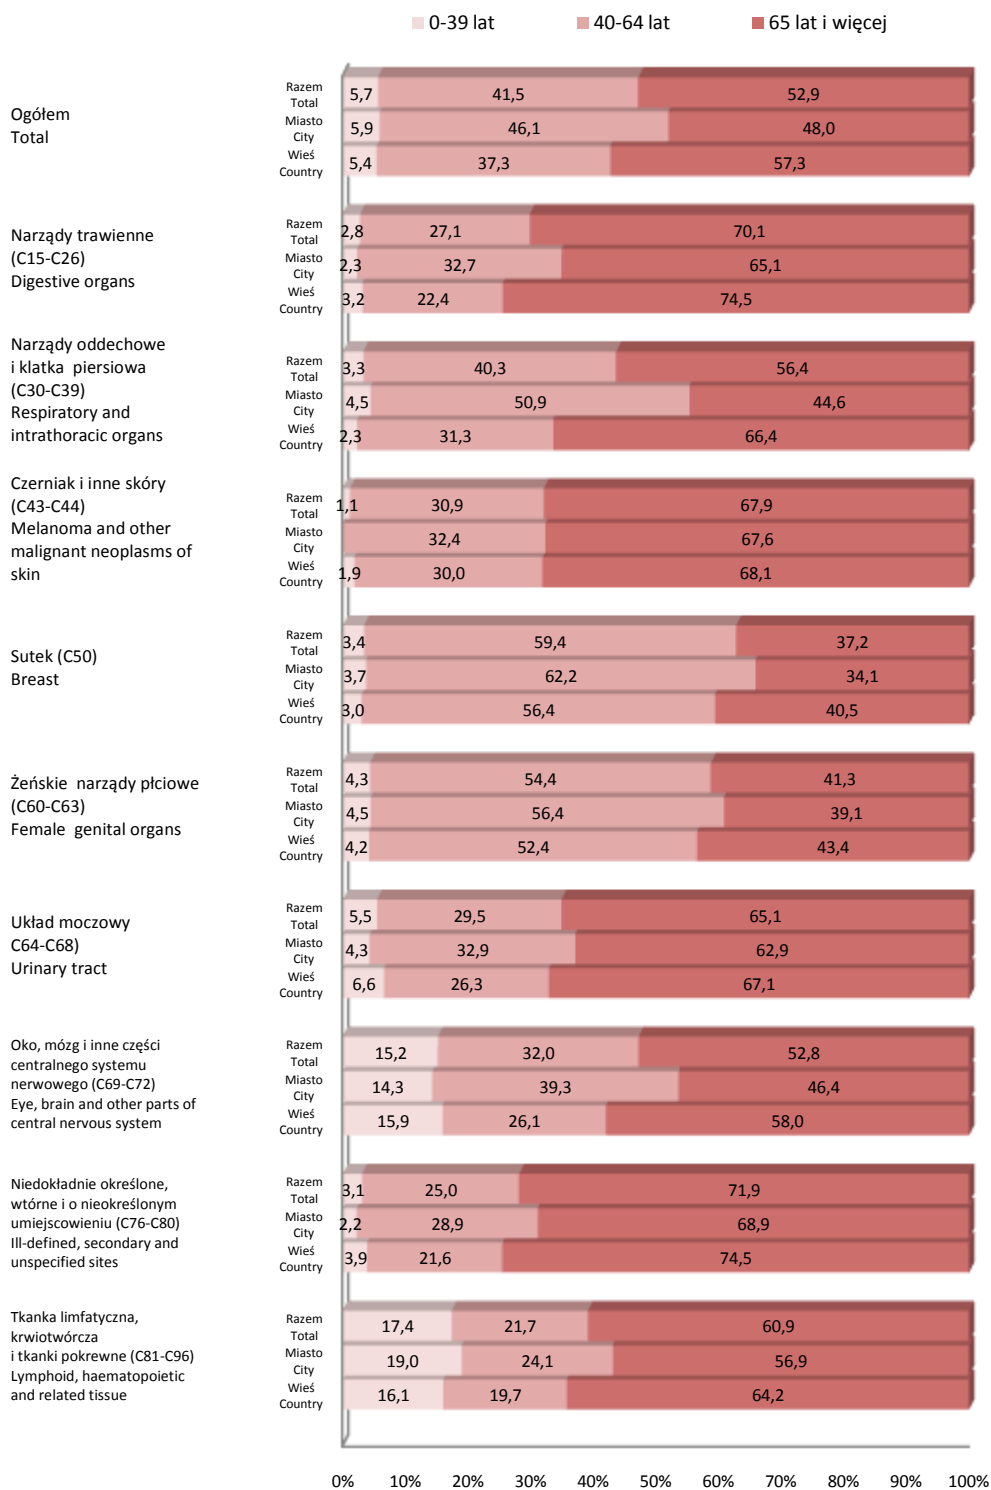 0-39 lat 40-64 lat 65 lat i więcej
Ogółem
Total
Razem
Total
5,7 41,5 52,9
Miasto
City
5,9 46,1 48,0
Wieś
Country
5,4 37,3 57,3
Narządy trawienne
(C15-C26)
Digestive organs
Razem
Total
2,8 27,1 70,1
Miasto
City
2,3 32,7 65,1
Wieś
Country
3,2 22,4 74,5
Narządy oddechowe
i klatka piersiowa
(C30-C39)
Respiratory and
intrathoracic organs
Razem
Total
3,3 40,3 56,4
Miasto
City
4,5 50,9 44,6
Wieś
Country
2,3 31,3 66,4
Czerniak i inne skóry
(C43-C44)
Melanoma and other
malignant neoplasms of
skin
Razem
Total
1,1 30,9 67,9
Miasto
City
32,4 67,6
Wieś
Country
1,9 30,0 68,1
Sutek (C50)
Breast
Razem
Total
3,4 59,4 37,2
Miasto
City
3,7 62,2 34,1
Wieś
Country
3,0 56,4 40,5
Żeńskie narządy płciowe
(C60-C63)
Female genital organs
Razem
Total
4,3 54,4 41,3
Miasto
City
4,5 56,4 39,1
Wieś
Country
4,2 52,4 43,4
Układ moczowy
C64-C68)
Urinary tract
Razem
Total
5,5 29,5 65,1
Miasto
City
4,3 32,9 62,9
Wieś
Country
6,6 26,3 67,1
Oko, mózg i inne części
centralnego systemu
nerwowego (C69-C72)
Eye, brain and other parts of
central nervous system
Razem
Total
15,2 32,0 52,8
Miasto
City
14,3 39,3 46,4
Wieś
Country
15,9 26,1 58,0
Niedokładnie określone,
wtórne i o nieokreślonym
umiejscowieniu (C76-C80)
Ill-defined, secondary and
unspecified sites
Razem
Total
3,1 25,0 71,9
Miasto
City
2,2 28,9 68,9
Wieś
Country
3,9 21,6 74,5
Tkanka limfatyczna,
krwiotwórcza
i tkanki pokrewne (C81-C96)
Lymphoid, haematopoietic
and related tissue
Razem
Total
17,4 21,7 60,9
Miasto
City
19,0 24,1 56,9
Wieś
Country
16,1 19,7 64,2
0% 10% 20% 30% 40% 50% 60% 70% 80% 90% 100%